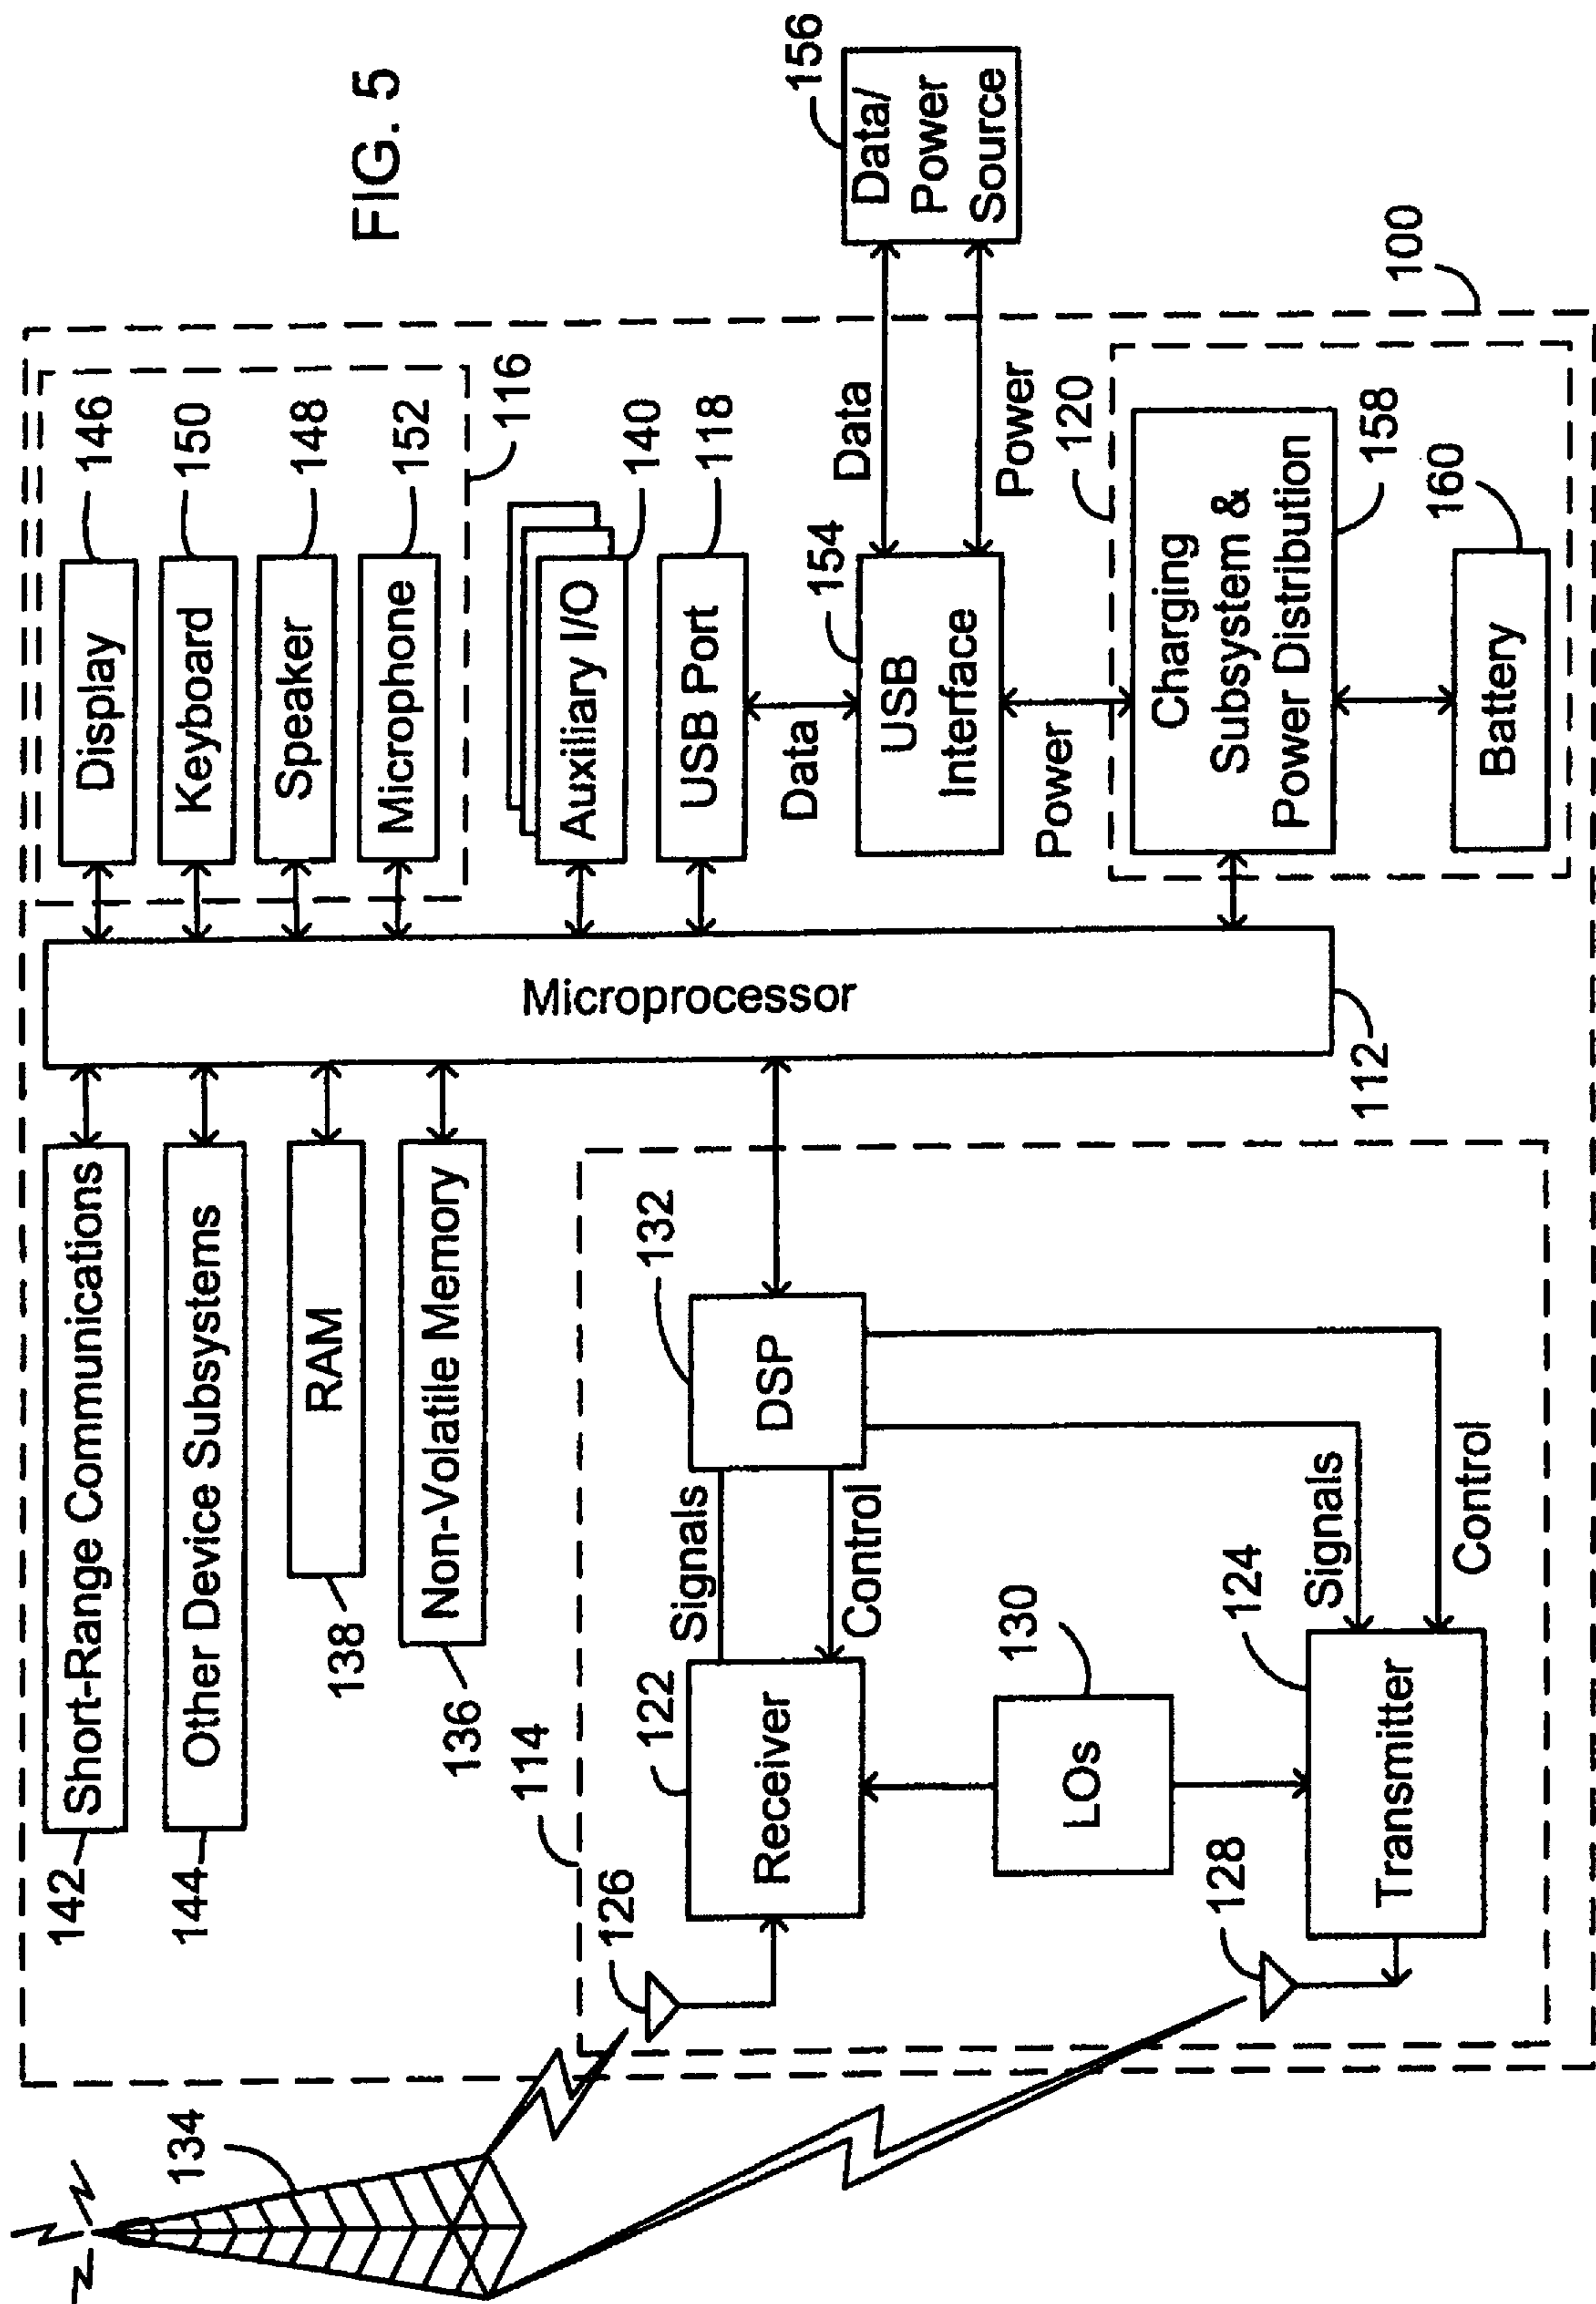 FIG. 5
134
142
Short-Range Communications
144
Other Device Subsystems
138
RAM
136
Non-Volatile Memory
114
126
122
Receiver
Signals
Control
132
DSP
130
LOs
128
124
Transmitter
Signals
Control
Microprocessor
112
Display
146
Keyboard
150
Speaker
148
Microphone
152
116
Auxiliary I/O
140
USB Port
118
Data
154
USB
Interface
Data
Power
156
Data/
Power
Source
Power
120
Charging
Subsystem &
Power Distribution
158
Battery
160
100